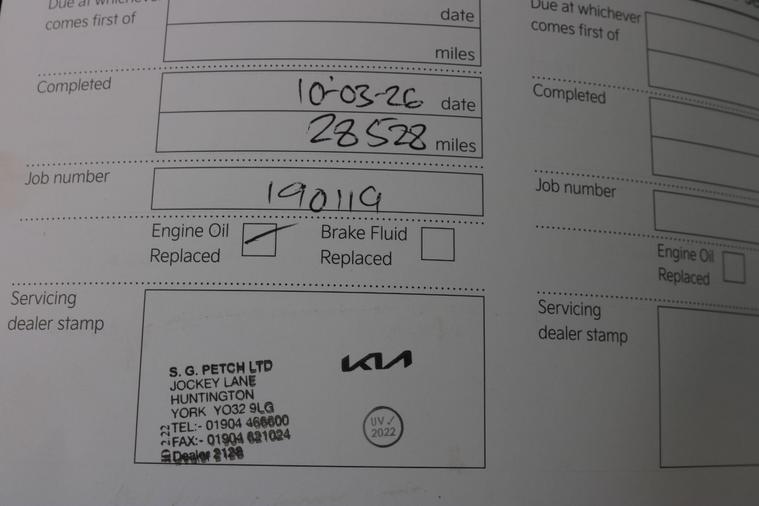 Due at whichever
comes first of
date
miles
Completed
10-03-26 date
28528 miles
Job number
190119
Engine Oil
Replaced
Brake Fluid
Replaced
Servicing
dealer stamp
S. G. PETCH LTD
JOCKEY LANE
HUNTINGTON
YORK YO32 9LG
TEL:- 01904 466600
FAX:- 01904 621024
Dealer 2128
KIA
UV ✓
2022
Due at whichever
comes first of
Completed
Job number
Engine Oil
Replaced
Servicing
dealer stamp